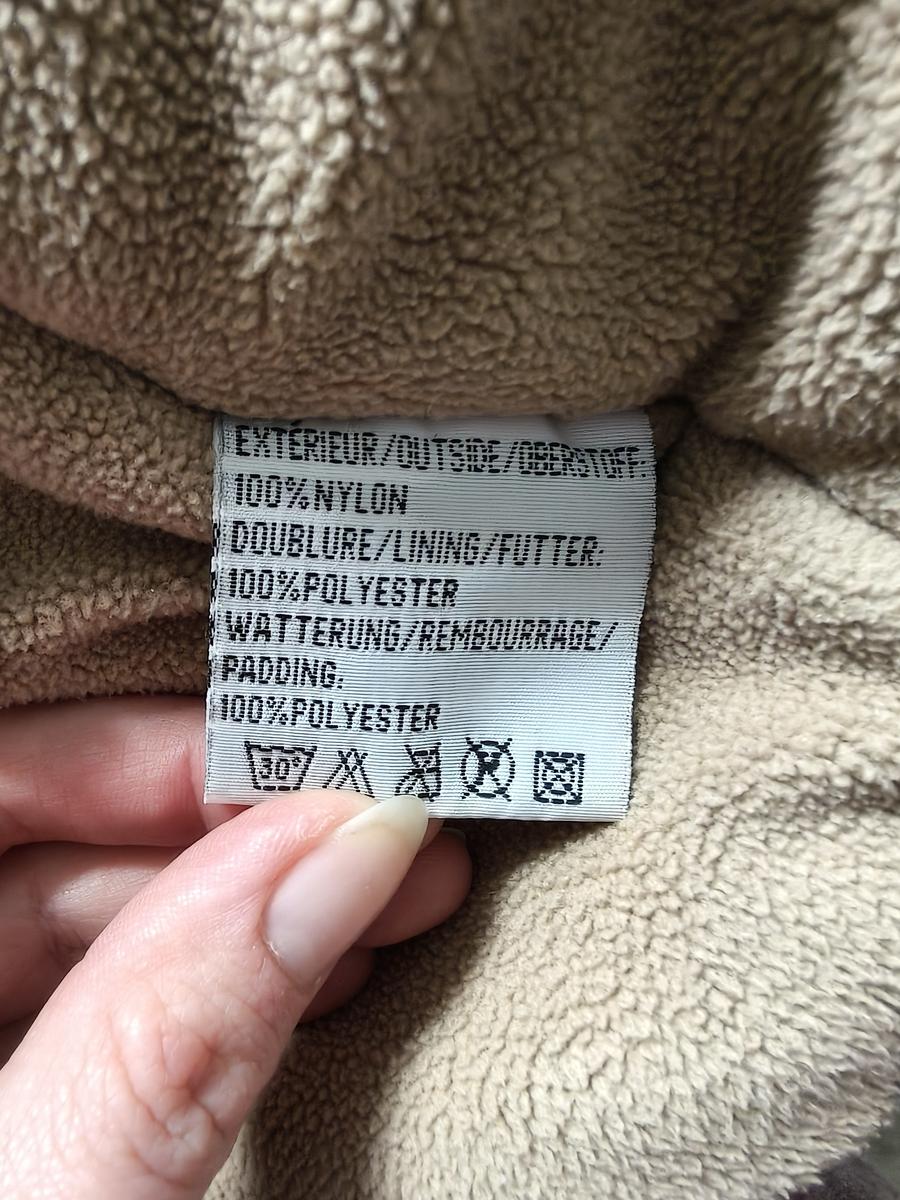 EXTÉRIEUR/OUTSIDE/OBERSTOFF:
100%NYLON
DOUBLURE/LINING/FUTTER:
100%POLYESTER
WATTERUNG/REMBOURRAGE/
PADDING:
100%POLYESTER
30°